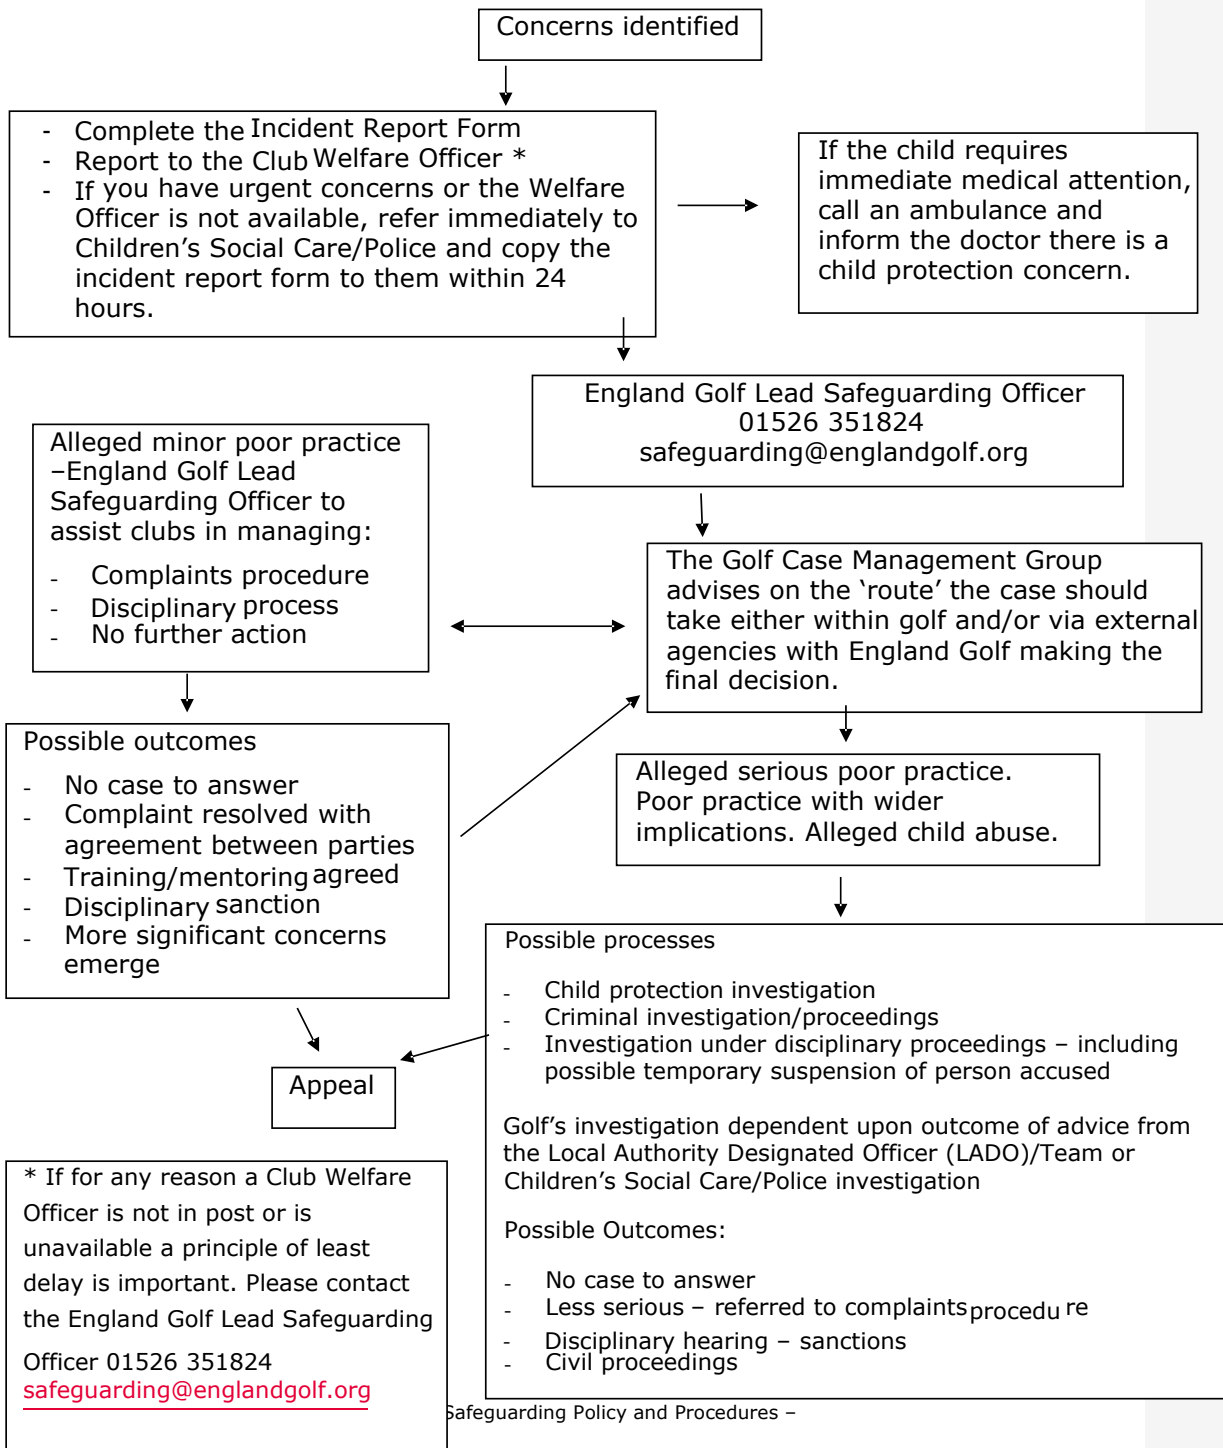 Concerns identified
- Complete the Incident Report Form
- Report to the Club Welfare Officer *
- If you have urgent concerns or the Welfare
Officer is not available, refer immediately to
Children’s Social Care/Police and copy the
incident report form to them within 24
hours.
If the child requires
immediate medical attention,
call an ambulance and
inform the doctor there is a
child protection concern.
England Golf Lead Safeguarding Officer
01526 351824
safeguarding@englandgolf.org
Alleged minor poor practice
–England Golf Lead
Safeguarding Officer to
assist clubs in managing:
- Complaints procedure
- Disciplinary process
- No further action
The Golf Case Management Group
advises on the ‘route’ the case should
take either within golf and/or via external
agencies with England Golf making the
final decision.
Possible outcomes
- No case to answer
- Complaint resolved with
agreement between parties
- Training/mentoring agreed
- Disciplinary sanction
- More significant concerns
emerge
Alleged serious poor practice.
Poor practice with wider
implications. Alleged child abuse.
Possible processes
- Child protection investigation
- Criminal investigation/proceedings
- Investigation under disciplinary proceedings – including
possible temporary suspension of person accused
Golf’s investigation dependent upon outcome of advice from
the Local Authority Designated Officer (LADO)/Team or
Children’s Social Care/Police investigation
Possible Outcomes:
- No case to answer
- Less serious – referred to complaints procedu re
- Disciplinary hearing – sanctions
- Civil proceedings
Appeal
* If for any reason a Club Welfare
Officer is not in post or is
unavailable a principle of least
delay is important. Please contact
the England Golf Lead Safeguarding
Officer 01526 351824
safeguarding@englandgolf.org
Safeguarding Policy and Procedures –